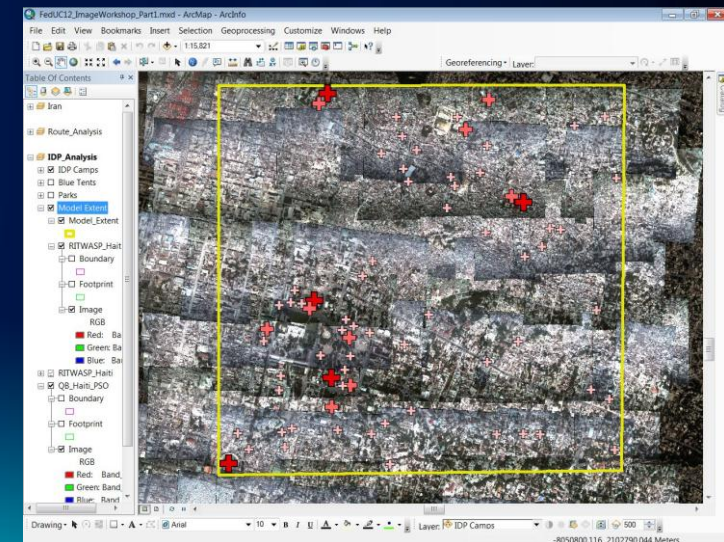 FedUC12_ImageWorkshop_Part1.mxd - ArcMap - ArcInfo
File Edit View Bookmarks Insert Selection Geoprocessing Customize Windows Help
1:15,821
Georeferencing Layer:
Table Of Contents
Catalog
Iran
Route_Analysis
IDP_Analysis
IDP Camps
Blue Tents
Parks
Model Extent
Model_Extent
RITWASP_Hait
Boundary
Footprint
Image
RGB
Red: Ba
Green: Ba
Blue: Ba
RITWASP_Haiti
QB_Haiti_PSO
Boundary
Footprint
Image
RGB
Red: Band_
Green: Band_
Blue: Band
Drawing A Arial 10 B I U A Layer: IDP Camps 500
-8050800.116 2102790.044 Meters